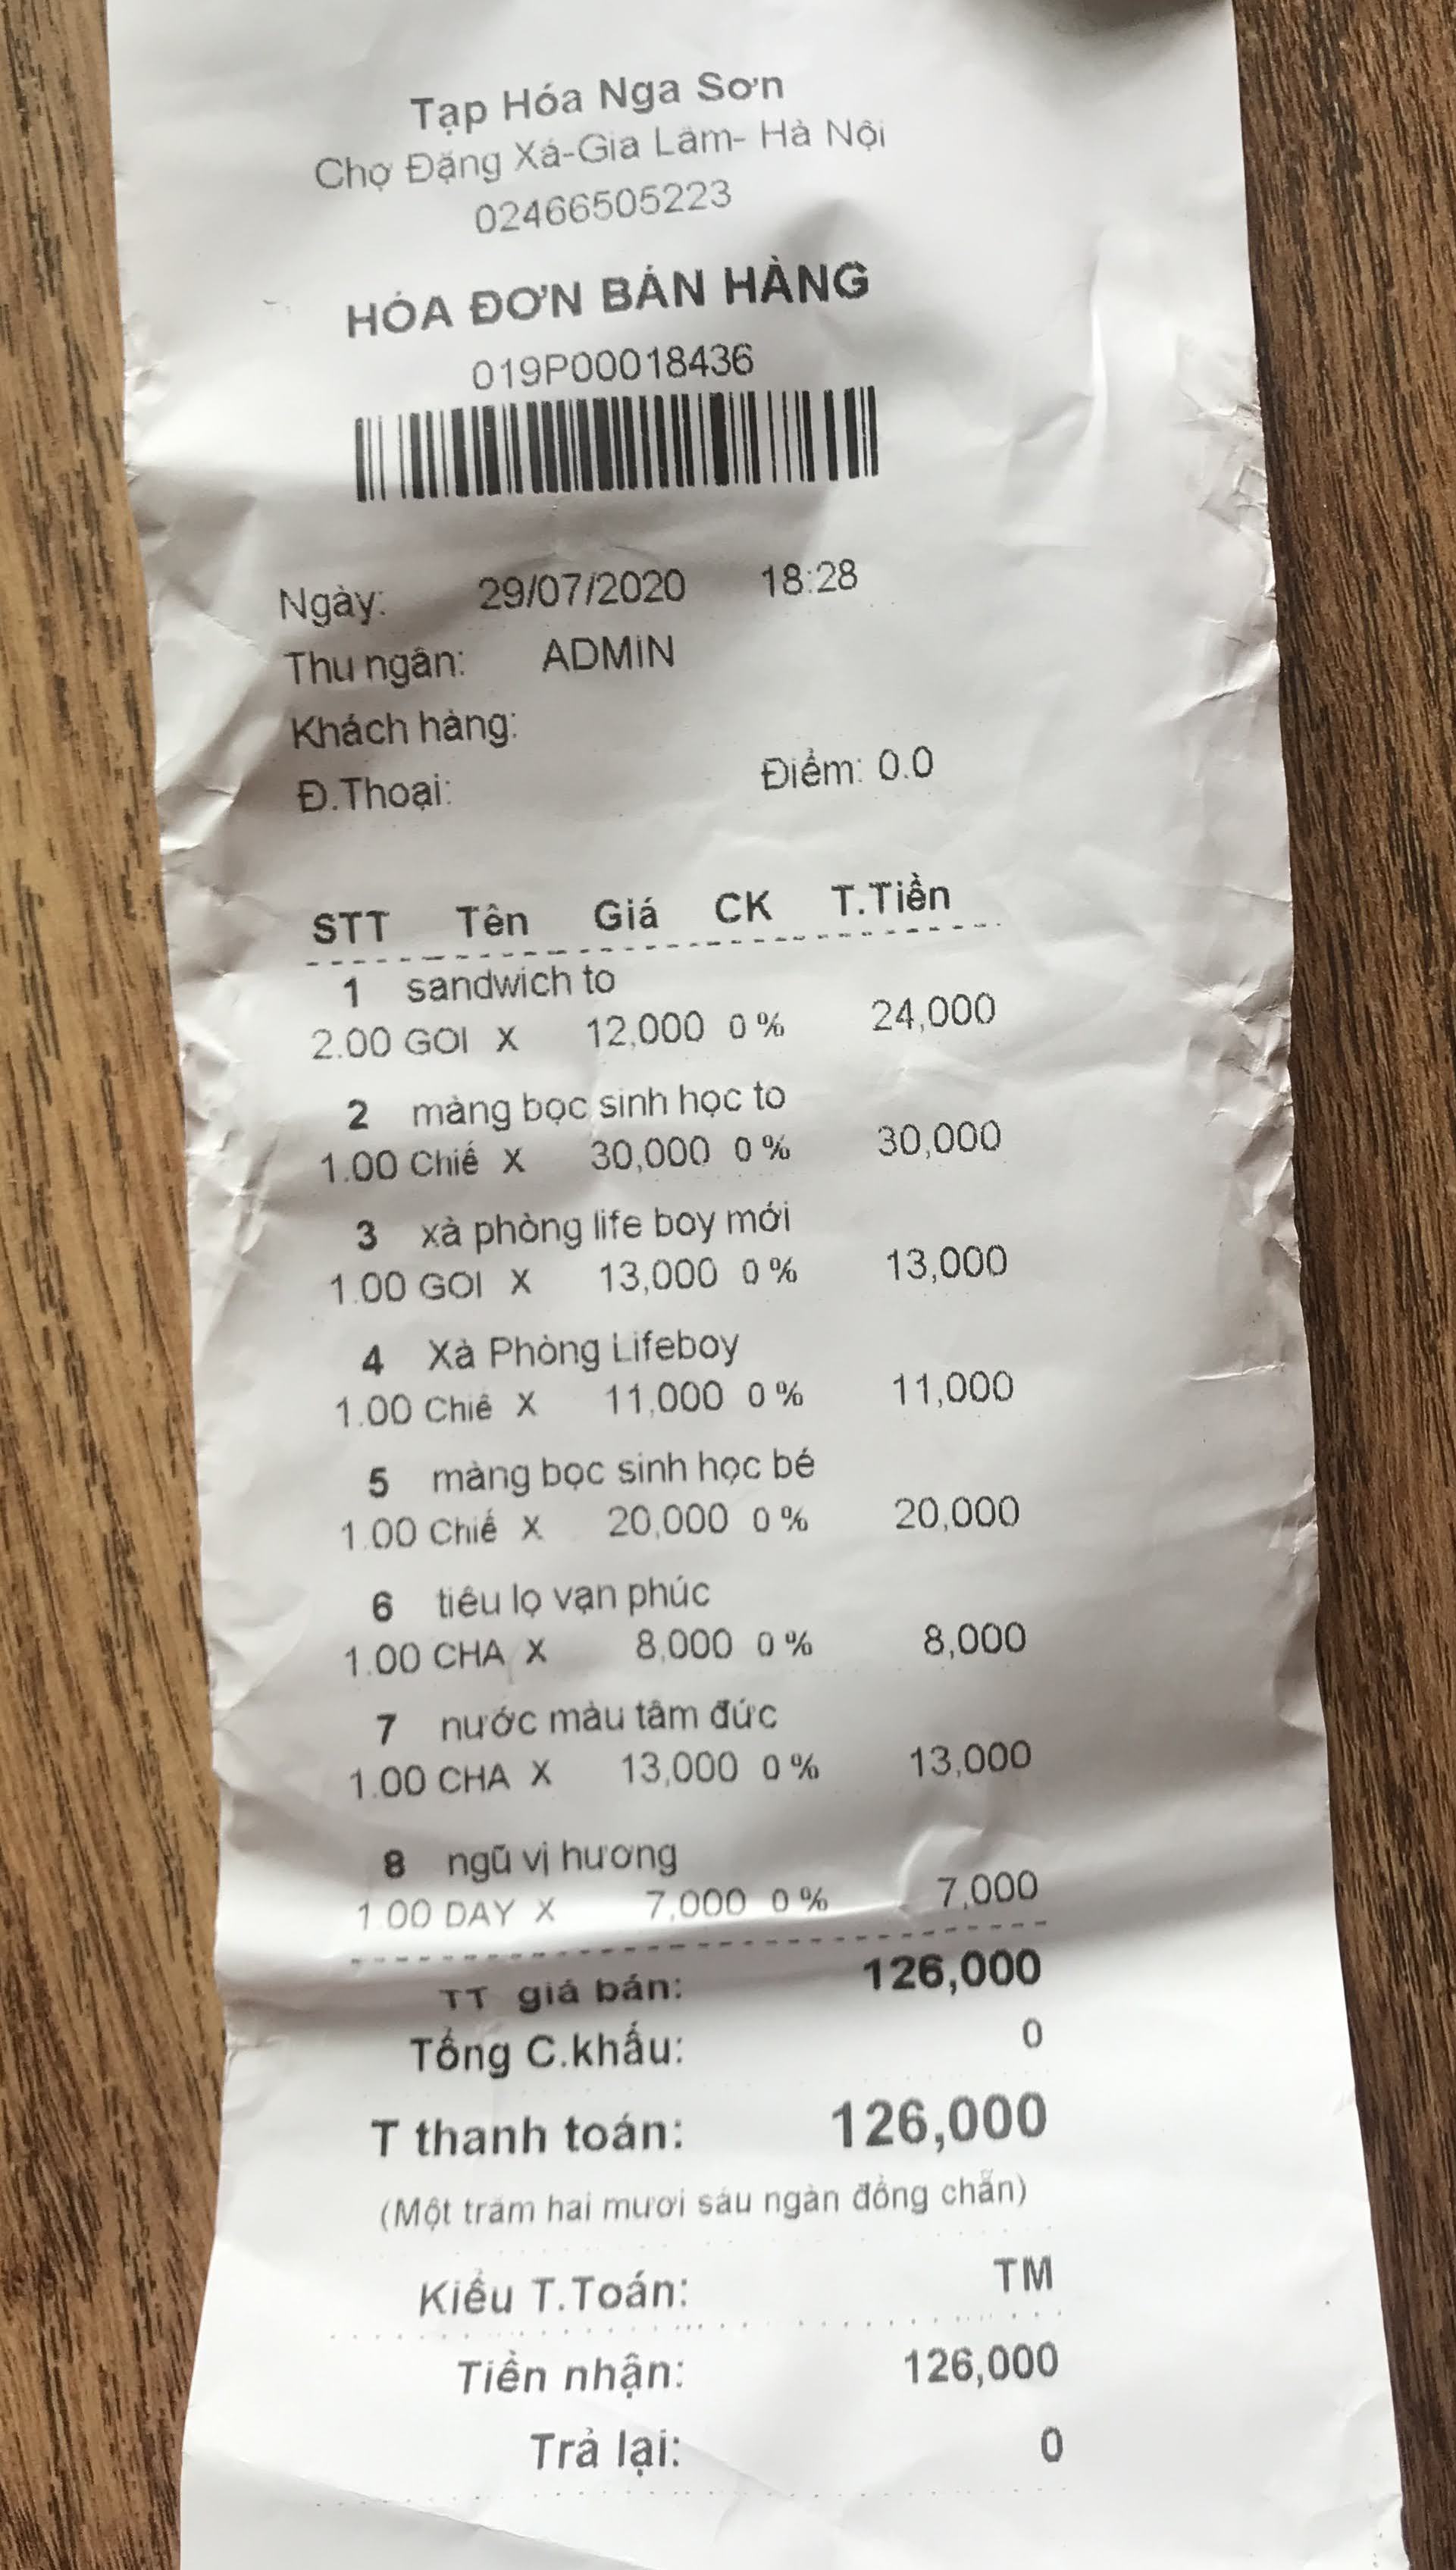 Tạp Hóa Nga Sơn
Chợ Đặng Xá-Gia Lâm- Hà Nội
02466505223
HÓA ĐƠN BÁN HÀNG
019P00018436
Ngày: 29/07/2020 18:28
Thu ngân: ADMIN
Khách hàng:
Đ.Thoại: Điểm: 0.0
STT Tên Giá CK T.Tiền
1 sandwich to
2.00 GOI X 12,000 0 % 24,000
2 màng bọc sinh học to
1.00 Chiế X 30,000 0 % 30,000
3 xà phòng life boy mới
1.00 GOI X 13,000 0 % 13,000
4 Xà Phòng Lifeboy
1.00 Chiế X 11,000 0 % 11,000
5 màng bọc sinh học bé
1.00 Chiế X 20,000 0 % 20,000
6 tiêu lọ vạn phúc
1.00 CHA X 8,000 0 % 8,000
7 nước màu tâm đức
1.00 CHA X 13,000 0 % 13,000
8 ngũ vị hương
1.00 DAY X 7,000 0 % 7,000
TT giá bán: 126,000
Tổng C.khấu: 0
T thanh toán: 126,000
(Một trăm hai mươi sáu ngàn đồng chẵn)
Kiểu T.Toán: TM
Tiền nhận: 126,000
Trả lại: 0